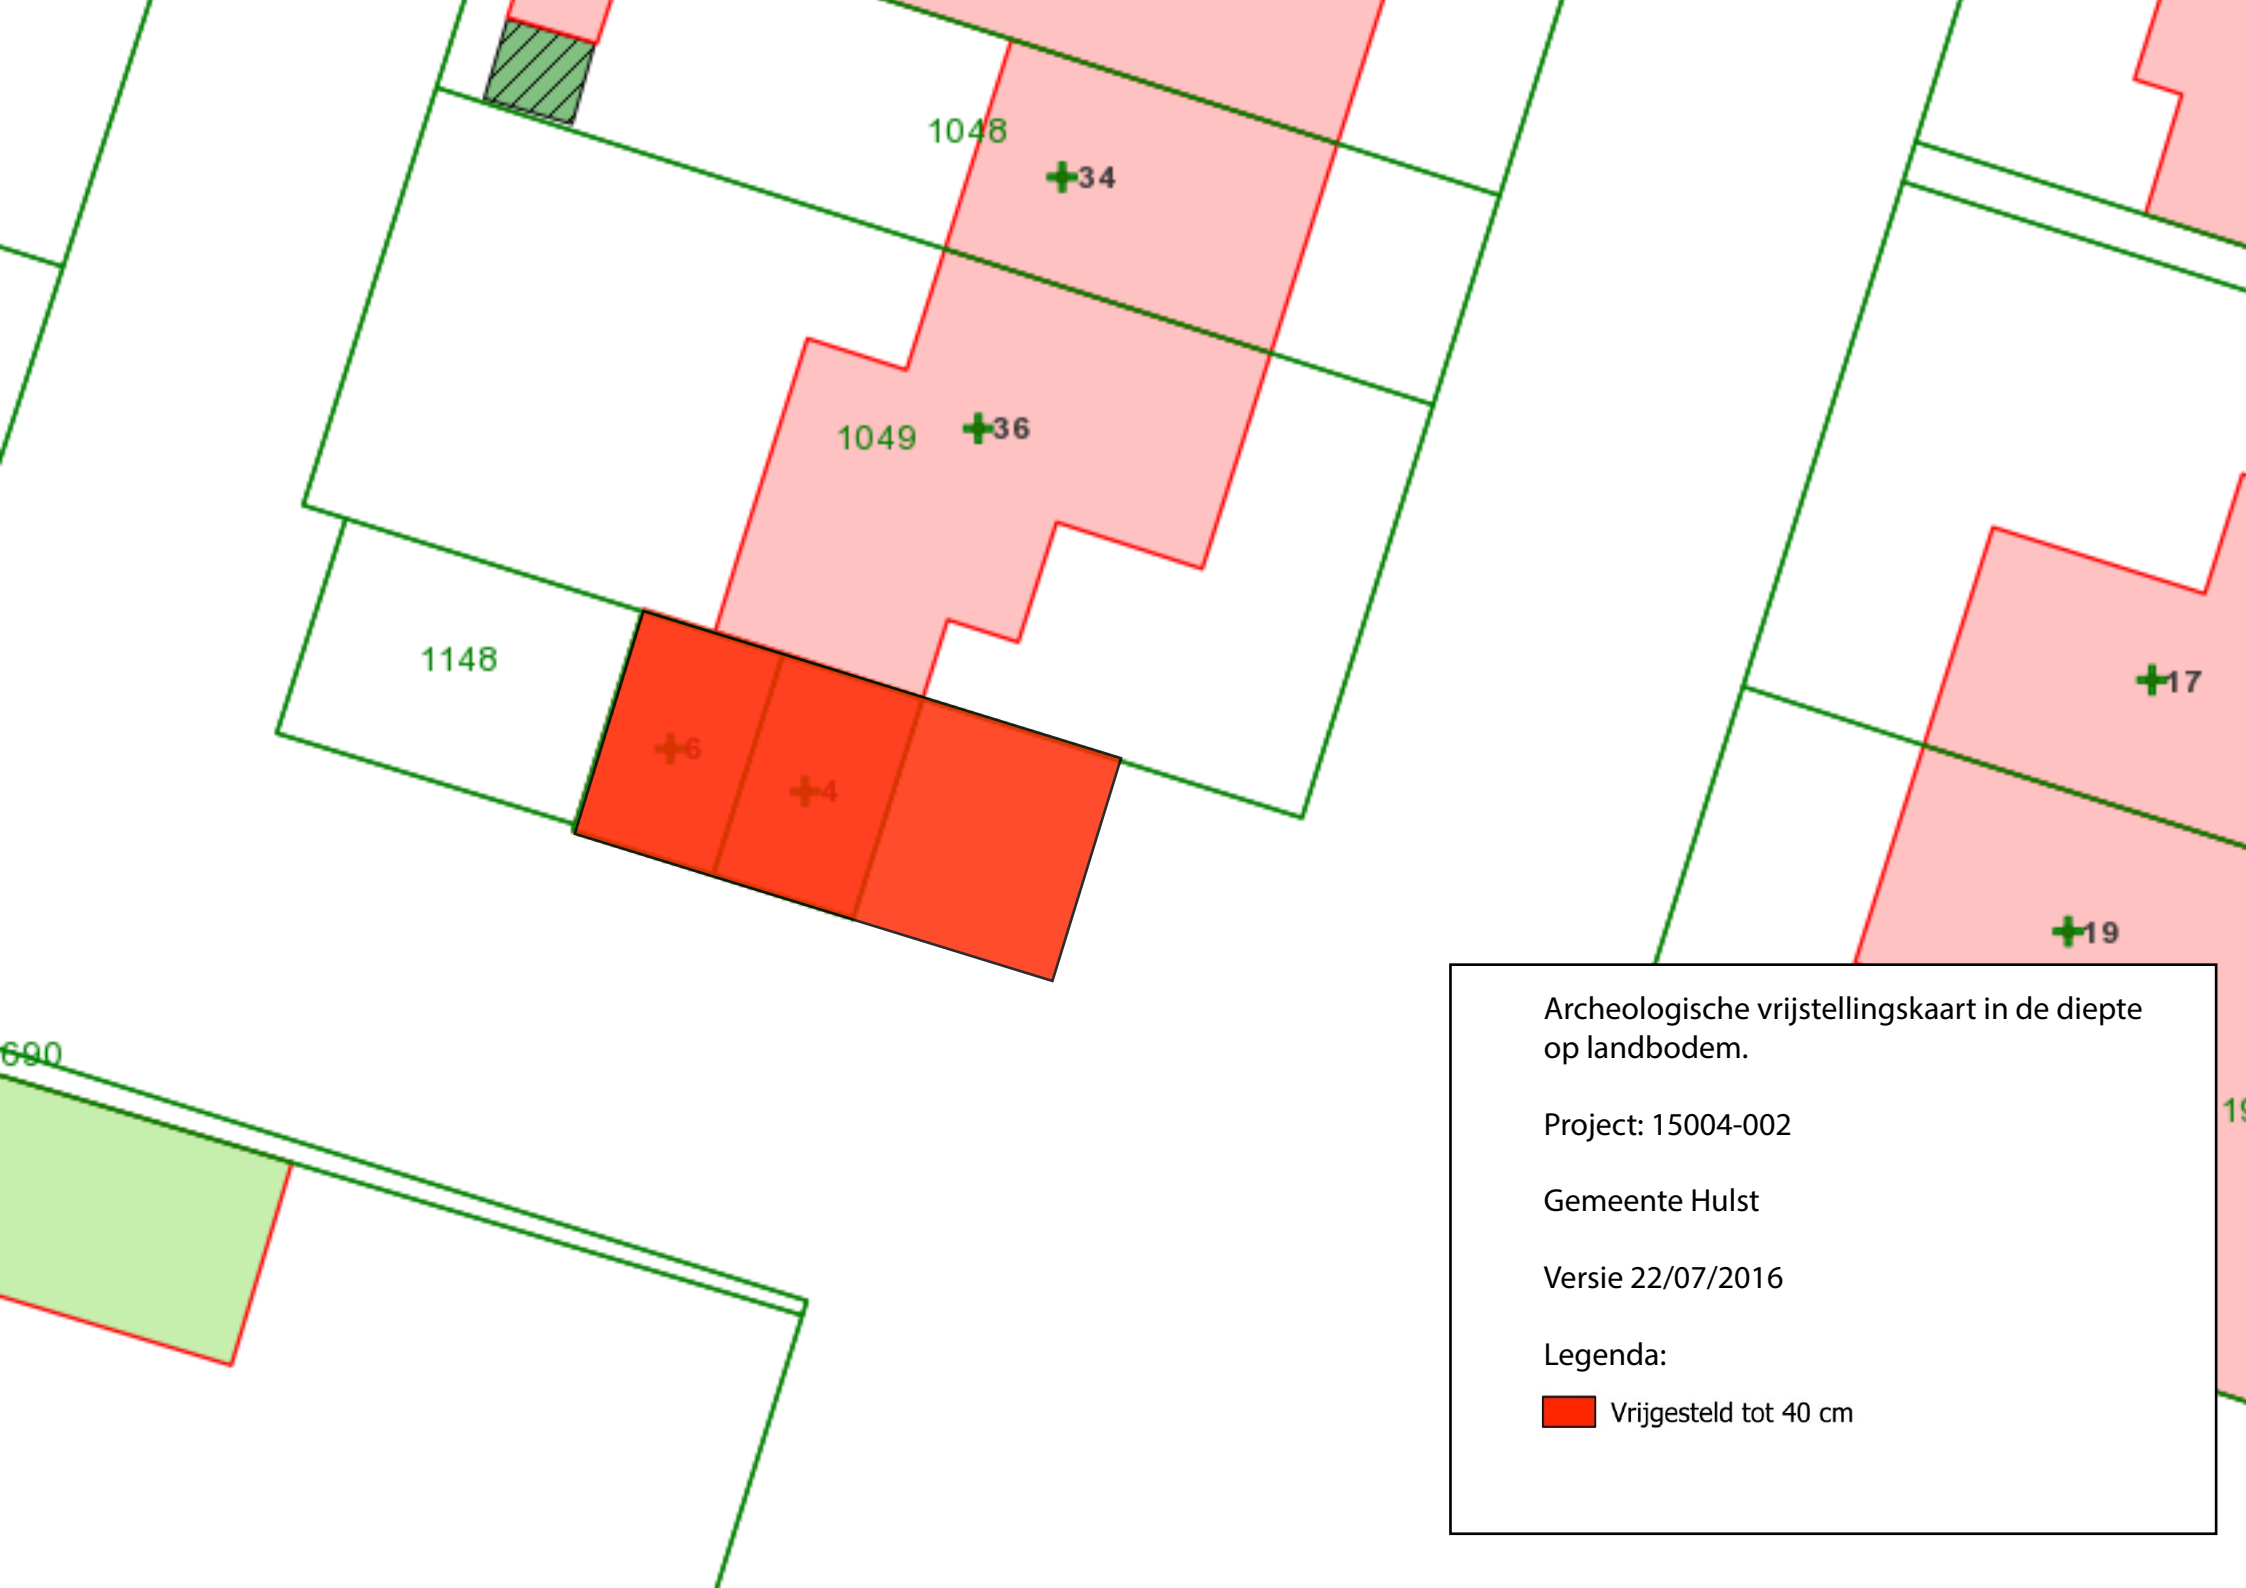 1048
34
1049
36
1148
17
6
4
19
690
Archeologische vrijstellingskaart in de diepte
op landbodem.
Project: 15004-002
Gemeente Hulst
Versie 22/07/2016
Legenda:
Vrijgesteld tot 40 cm